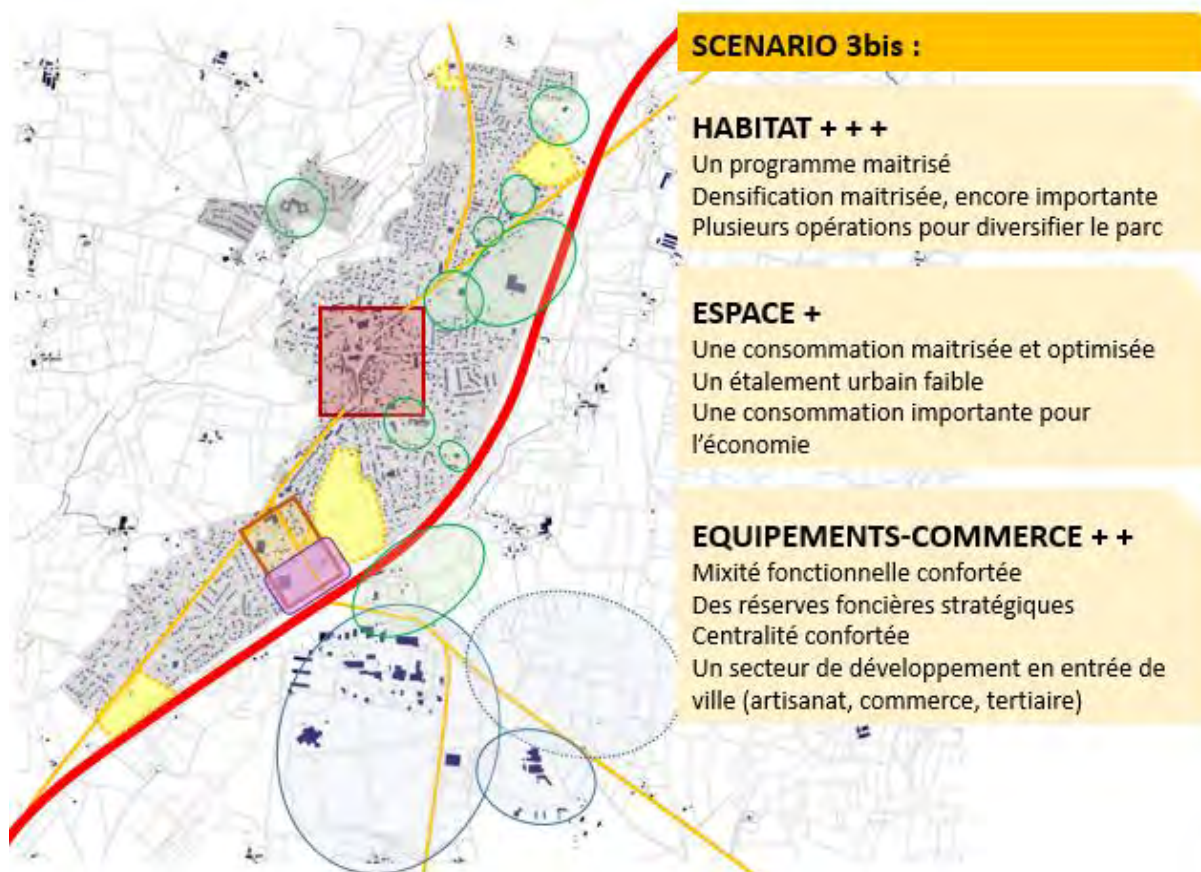 SCENARIO 3bis :
HABITAT + + +
Un programme maitrisé
Densification maitrisée, encore importante
Plusieurs opérations pour diversifier le parc
ESPACE +
Une consommation maitrisée et optimisée
Un étalement urbain faible
Une consommation importante pour
l'économie
EQUIPEMENTS-COMMERCE + +
Mixité fonctionnelle confortée
Des réserves foncières stratégiques
Centralité confortée
Un secteur de développement en entrée de
ville (artisanat, commerce, tertiaire)